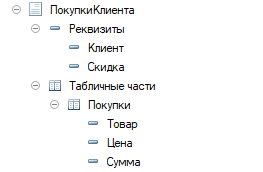 ПокупкиКлиента
Реквизиты
Клиент
Скидка
Табличные части
Покупки
Товар
Цена
Сумма